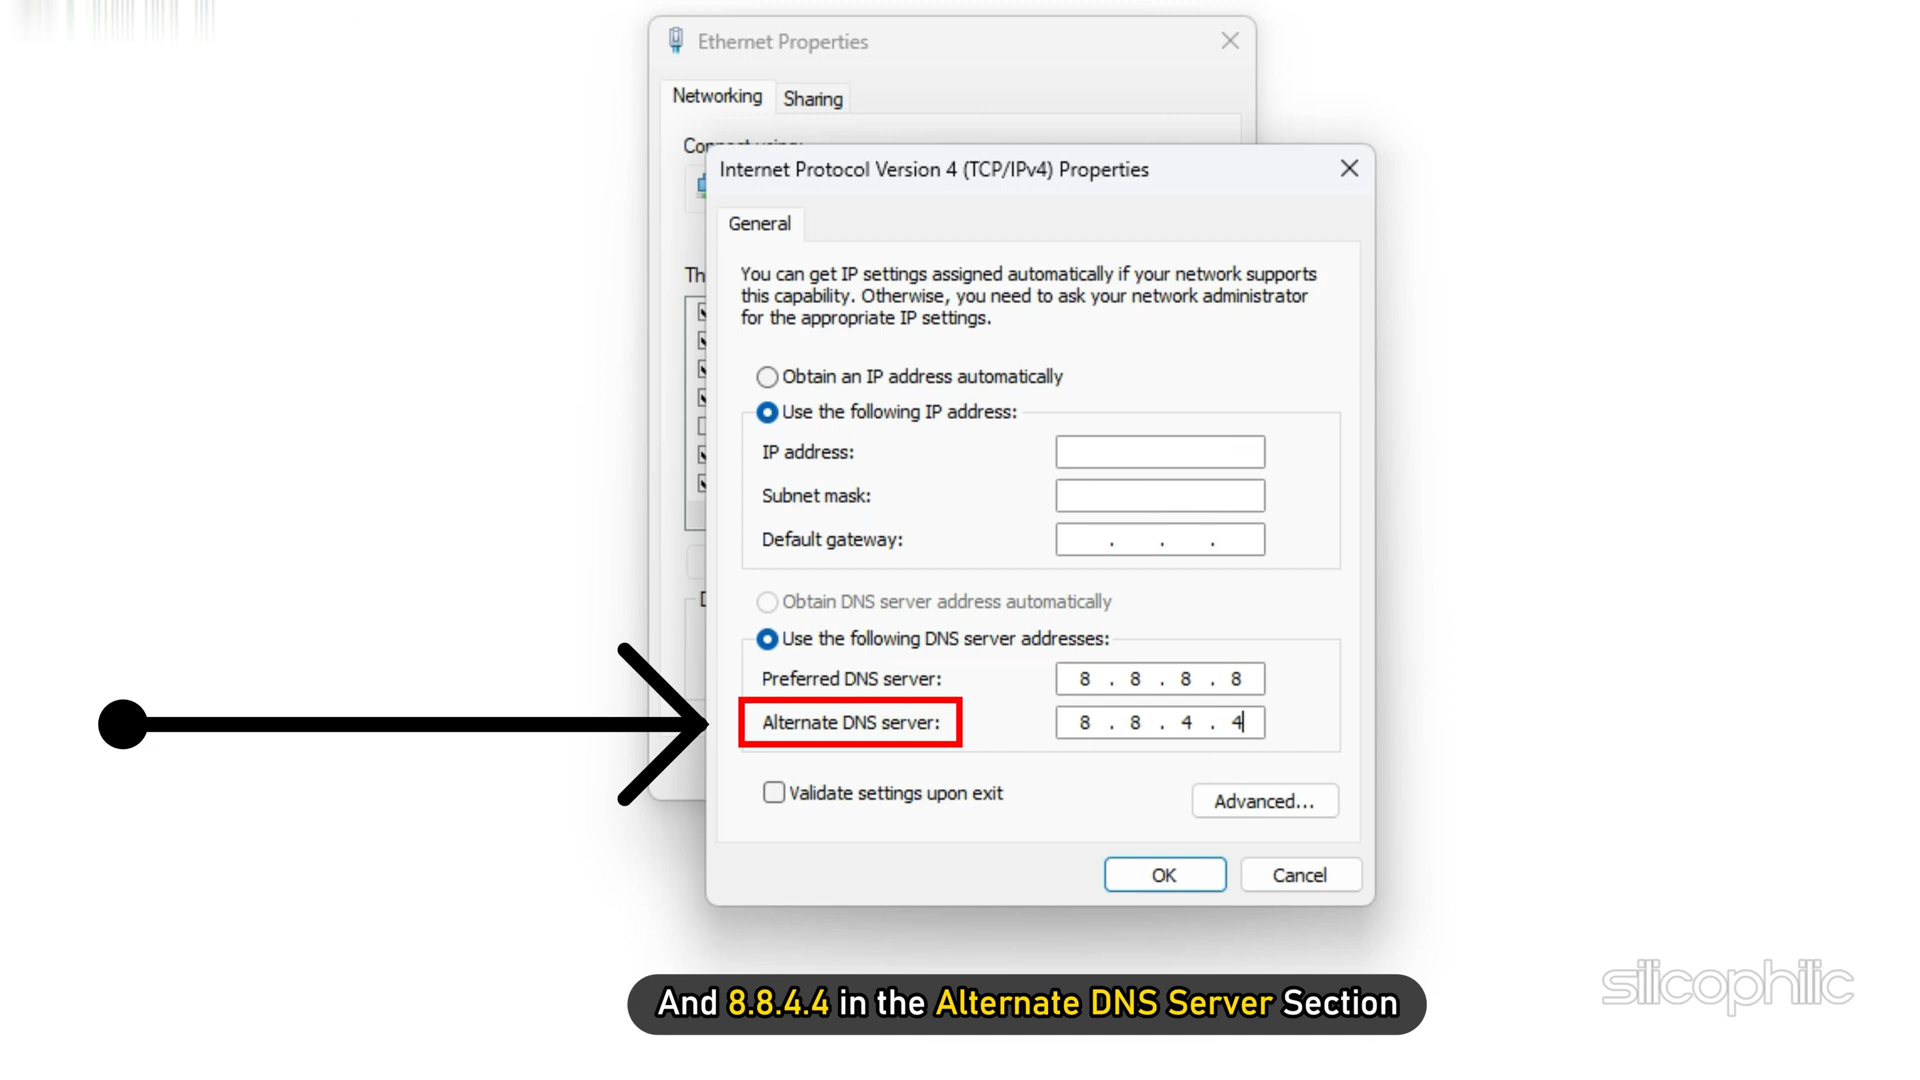 Ethernet Properties
Networking
Sharing
Internet Protocol Version 4 (TCP/IPv4) Properties
General
You can get IP settings assigned automatically if your network supports
this capability. Otherwise, you need to ask your network administrator
for the appropriate IP settings.
Obtain an IP address automatically
Use the following IP address:
IP address:
Subnet mask:
Default gateway: . . .
Obtain DNS server address automatically
Use the following DNS server addresses:
Preferred DNS server: 8 . 8 . 8 . 8
Alternate DNS server: 8 . 8 . 4 . 4
Validate settings upon exit
Advanced...
OK
Cancel
And 8.8.4.4 in the Alternate DNS Server Section
silicophilic